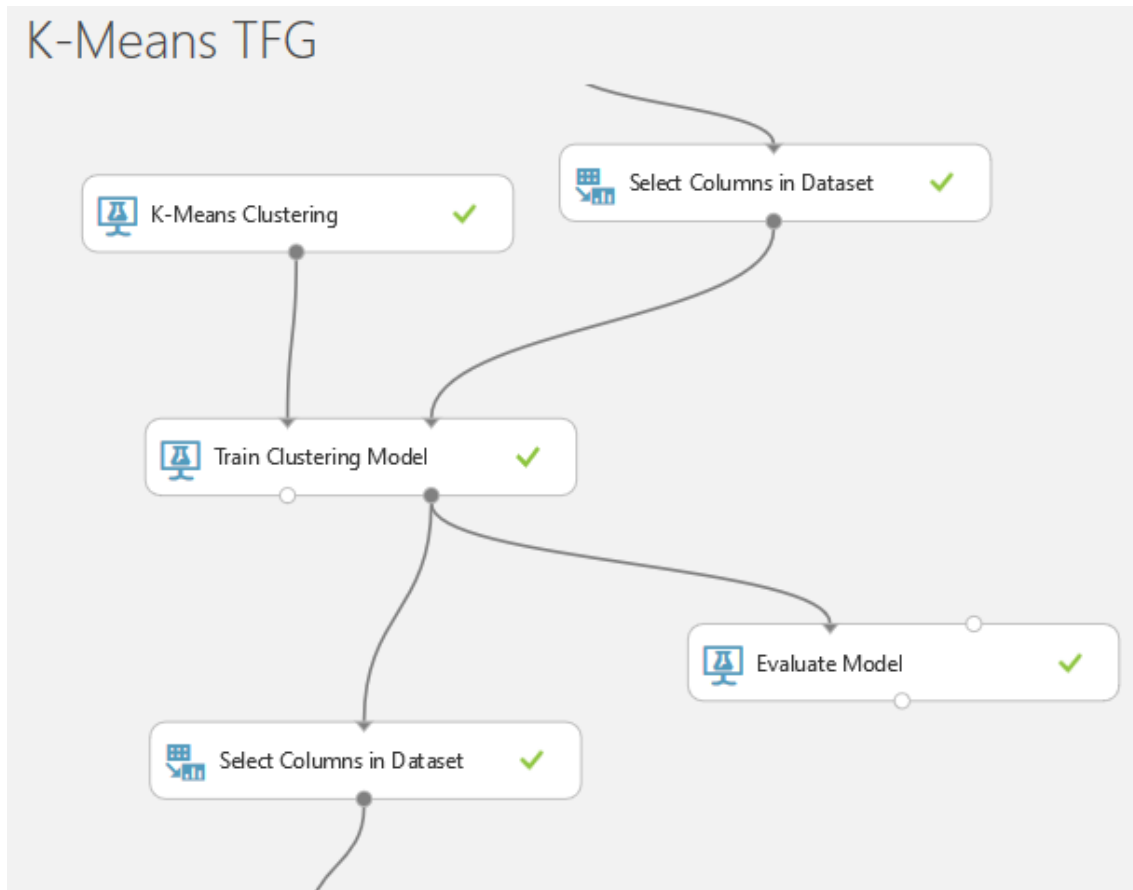 K-Means TFG
Select Columns in Dataset
K-Means Clustering
Train Clustering Model
Evaluate Model
Select Columns in Dataset